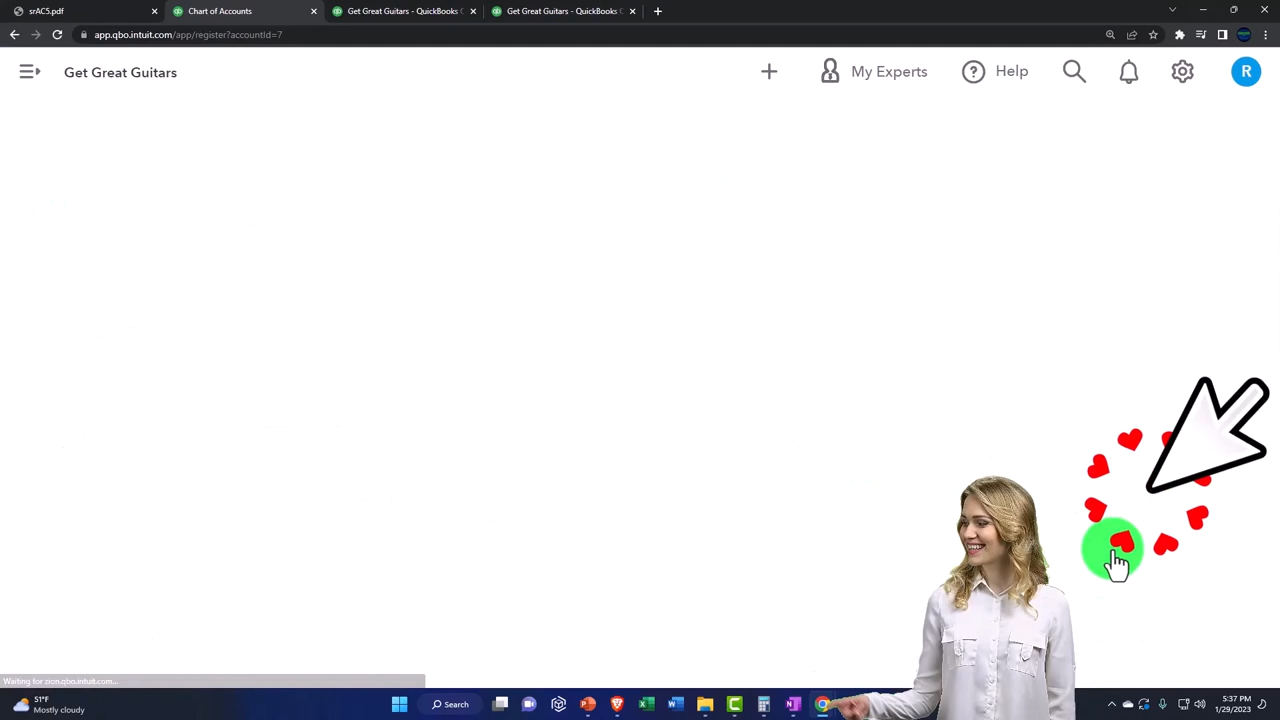 srAC5.pdf
Chart of Accounts
Get Great Guitars - QuickBooks C
Get Great Guitars - QuickBooks C
app.qbo.intuit.com/app/register?accountId=7
Get Great Guitars
My Experts
Help
R
Waiting for zion.qbo.intuit.com...
51°F
Mostly cloudy
Search
5:37 PM
1/29/2023